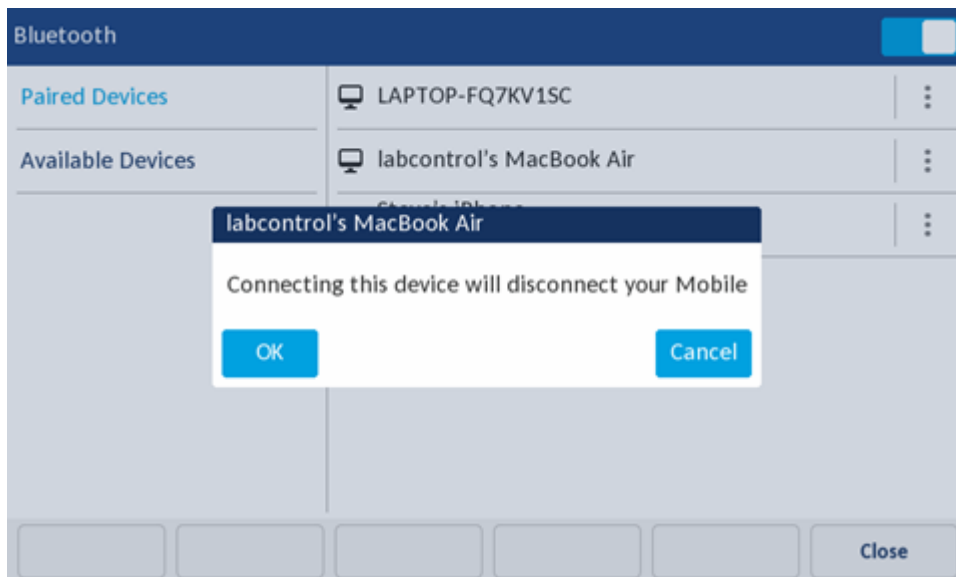 Bluetooth
Paired Devices
LAPTOP-FQ7KV1SC
Available Devices
labcontrol's MacBook Air
labcontrol's MacBook Air
Connecting this device will disconnect your Mobile
OK
Cancel
Close